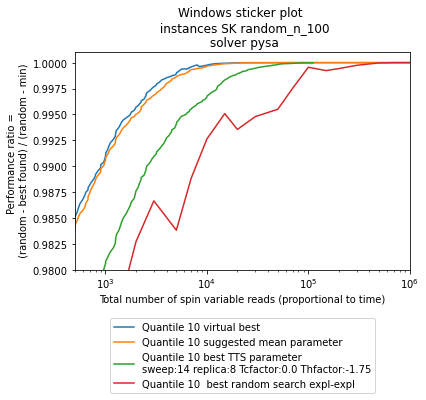 Windows sticker plot
instances SK random_n_100
solver pysa
Performance ratio =
(random - best found) / (random - min)
1.0000
0.9975
0.9950
0.9925
0.9900
0.9875
0.9850
0.9825
0.9800
10³
10⁴
10⁵
10⁶
Total number of spin variable reads (proportional to time)
Quantile 10 virtual best
Quantile 10 suggested mean parameter
Quantile 10 best TTS parameter
sweep:14 replica:8 Tcfactor:0.0 Thfactor:-1.75
Quantile 10  best random search expl-expl